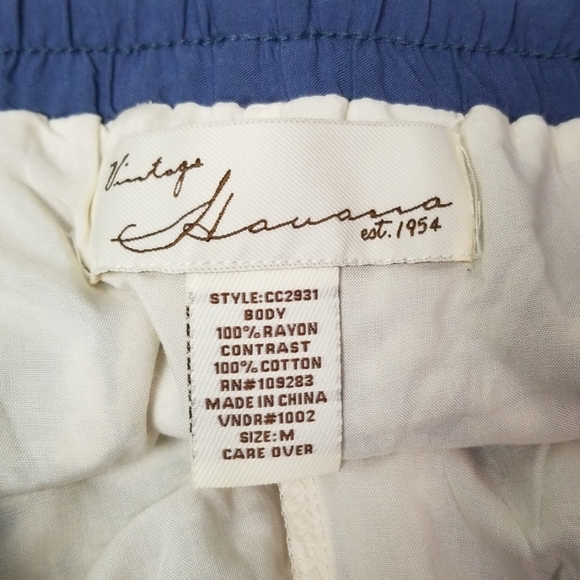 Vintage
Havana
est. 1954
STYLE:CC2931
BODY
100% RAYON
CONTRAST
100% COTTON
RN#109283
MADE IN CHINA
VNDR#1002
SIZE:M
CARE OVER